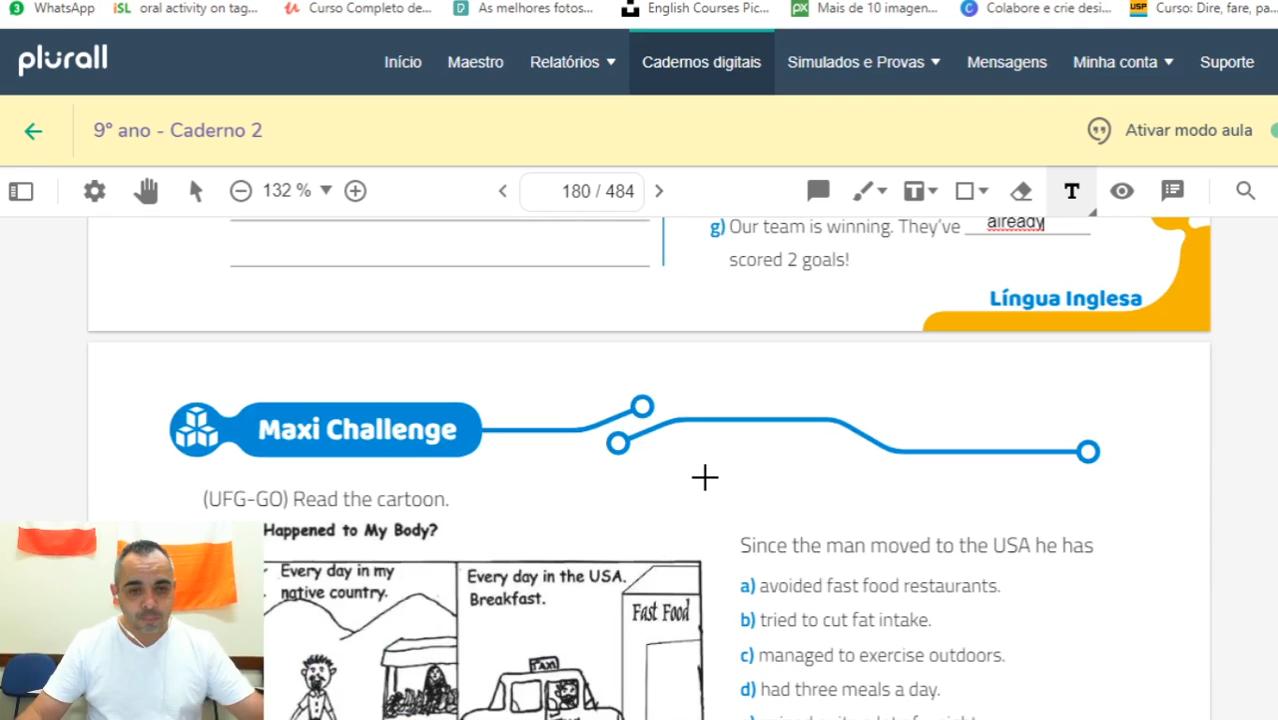 WhatsApp oral activity on tag... Curso Completo de... As melhores fotos... English Courses Pic... Mais de 10 imagen... Colabore e crie desi... Curso: Dire, fare, pa...
plurall Início Maestro Relatórios Cadernos digitais Simulados e Provas Mensagens Minha conta Suporte
9º ano - Caderno 2 Ativar modo aula
132 % 180 / 484 T
g) Our team is winning. They've already
scored 2 goals!
Língua Inglesa
Maxi Challenge
(UFG-GO) Read the cartoon.
Happened to My Body?
Every day in my
native country.
Every day in the USA.
Breakfast.
Fast Food
TAXI
Since the man moved to the USA he has
a) avoided fast food restaurants.
b) tried to cut fat intake.
c) managed to exercise outdoors.
d) had three meals a day.